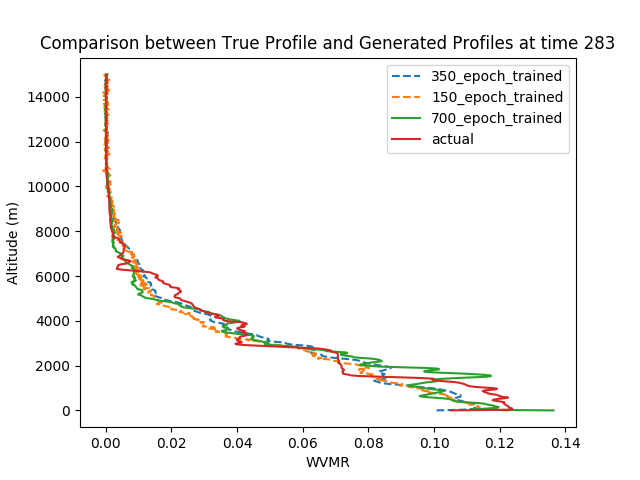 Comparison between True Profile and Generated Profiles at time 283
350_epoch_trained
150_epoch_trained
700_epoch_trained
actual
Altitude (m)
14000
12000
10000
8000
6000
4000
2000
0
0.00 0.02 0.04 0.06 0.08 0.10 0.12 0.14
WVMR